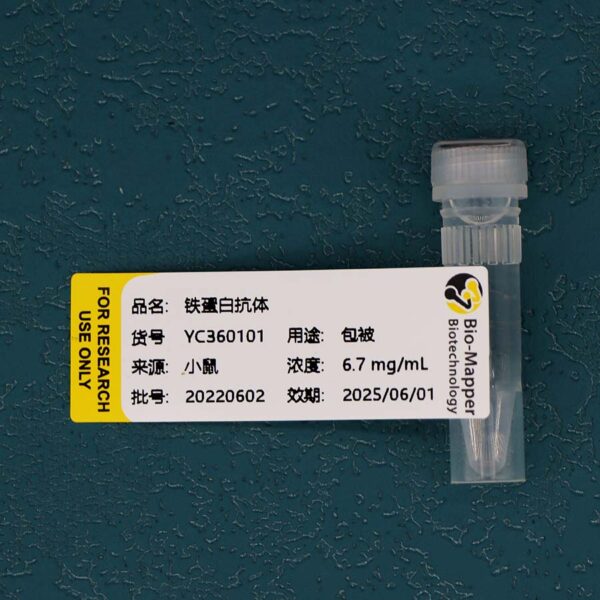 FOR RESEARCH
USE ONLY
品名: 铁蛋白抗体
货号 YC360101 用途: 包被
来源: 小鼠 浓度: 6.7 mg/mL
批号: 20220602 效期: 2025/06/01
Bio-Mapper
Biotechnology